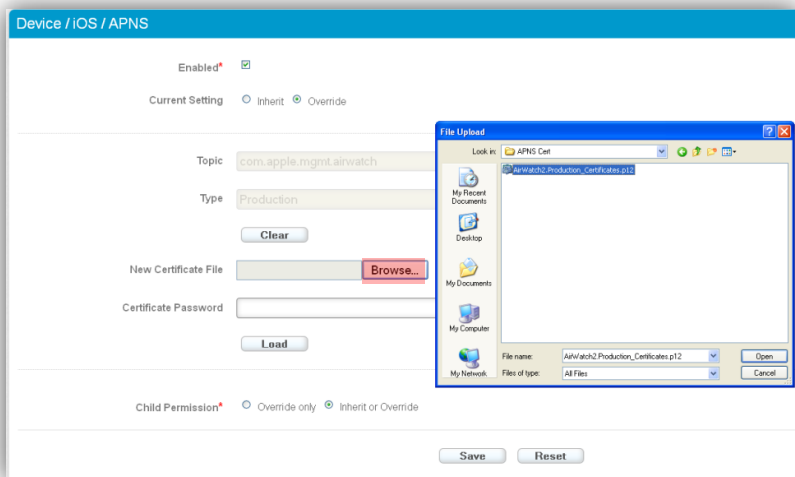 Device / iOS / APNS
Enabled*
Current Setting Inherit Override
Topic com.apple.mgmt.airwatch
Type Production
Clear
New Certificate File Browse...
Certificate Password
Load
Child Permission* Override only Inherit or Override
Save Reset
File Upload
Look in: APNS Cert
AirWatch2.Production_Certificates.p12
My Recent
Documents
Desktop
My Documents
My Computer
My Network
File name: AirWatch2.Production_Certificates.p12 Open
Files of type: All Files Cancel